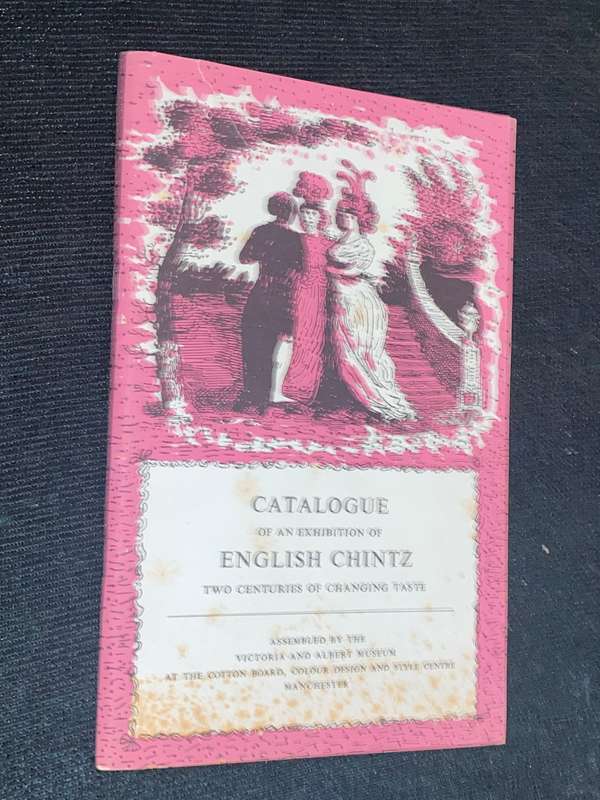 CATALOGUE
OF AN EXHIBITION OF
ENGLISH CHINTZ
TWO CENTURIES OF CHANGING TASTE
ASSEMBLED BY THE
VICTORIA AND ALBERT MUSEUM
AT THE COTTON BOARD, COLOUR DESIGN AND STYLE CENTRE
MANCHESTER